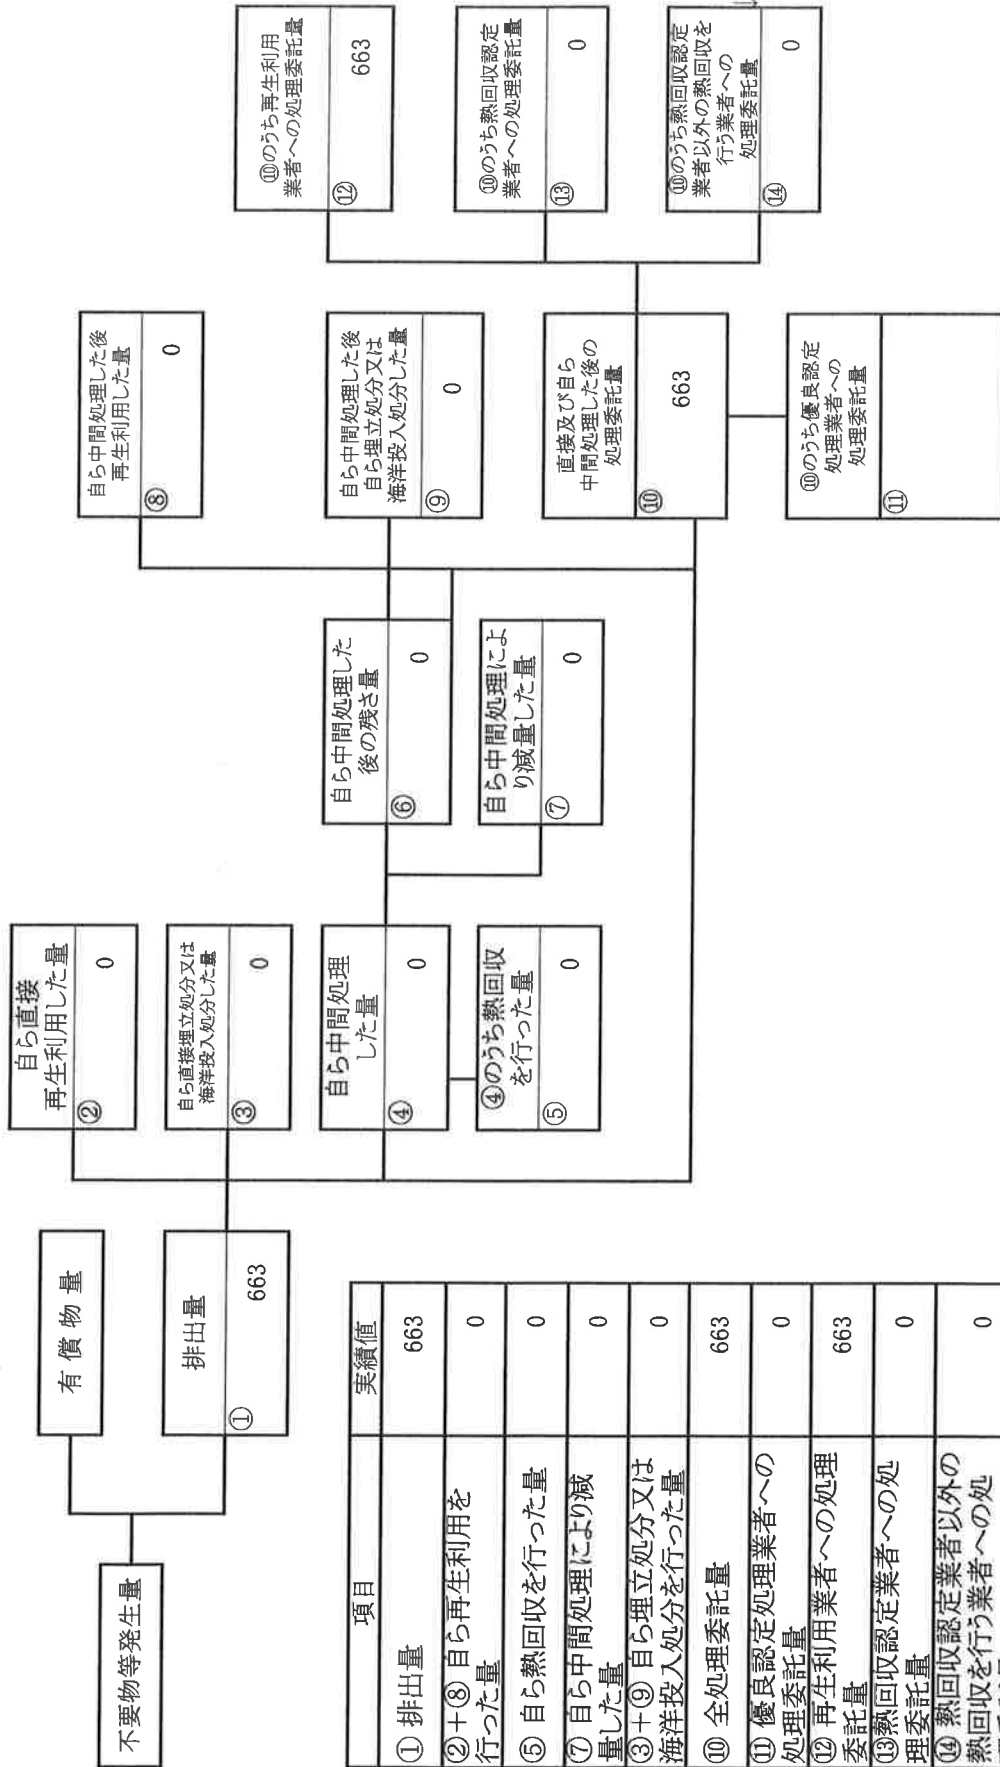 不要物等発生量
有償物量
排出量
①
663
自ら直接
再生利用した量
②
0
自ら直接埋立処分又は
海洋投入処分した量
③
0
自ら中間処理
した量
④
0
④のうち熱回収
を行った量
⑤
0
自ら中間処理した
後の残さ量
⑥
0
自ら中間処理によ
り減量した量
⑦
0
自ら中間処理した後
再生利用した量
⑧
0
自ら中間処理した後
自ら埋立処分又は
海洋投入処分した量
⑨
0
直接及び自ら
中間処理した後の
処理委託量
⑩
663
⑩のうち優良認定
処理業者への
処理委託量
⑪
⑩のうち再生利用
業者への処理委託量
⑫
663
⑩のうち熱回収認定
業者への処理委託量
⑬
0
⑩のうち熱回収認定
業者以外の熱回収を
行う業者への
処理委託量
⑭
0
項目
実績値
①排出量
663
②+⑧自ら再生利用を
行った量
0
⑤自ら熱回収を行った量
0
⑦自ら中間処理により減
量した量
0
③+⑨自ら埋立処分又は
海洋投入処分を行った量
0
⑩全処理委託量
663
⑪優良認定処理業者への
処理委託量
0
⑫再生利用業者への処理
委託量
663
⑬熱回収認定業者への処
理委託量
0
⑭熱回収認定業者以外の
熱回収を行う業者への処
0